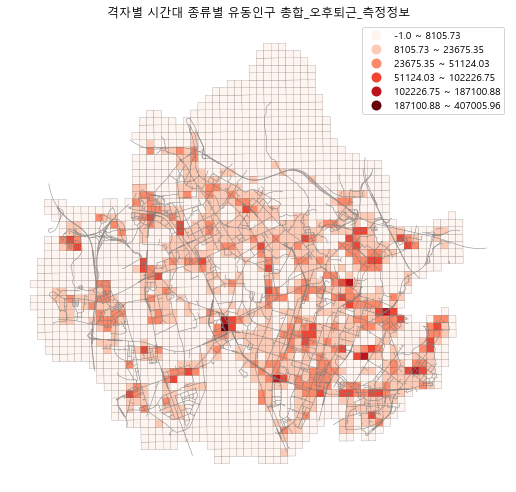 격자별 시간대 종류별 유동인구 총합_오후퇴근_측정정보
-1.0 ~ 8105.73
8105.73 ~ 23675.35
23675.35 ~ 51124.03
51124.03 ~ 102226.75
102226.75 ~ 187100.88
187100.88 ~ 407005.96